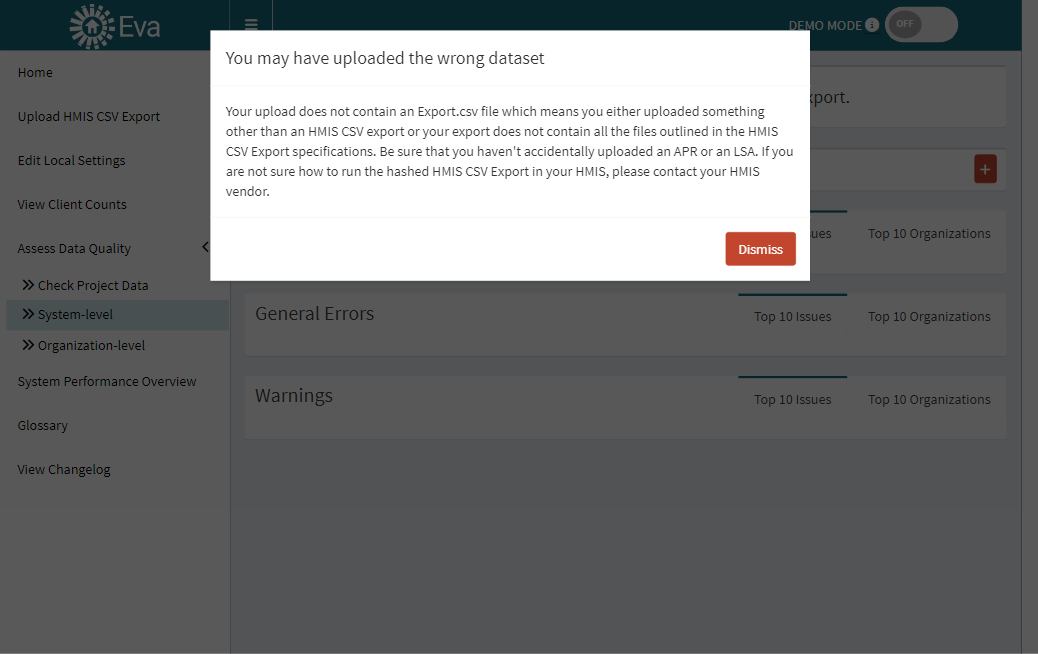 Eva
DEMO MODE
OFF
Home
Upload HMIS CSV Export
Edit Local Settings
View Client Counts
Assess Data Quality
Check Project Data
System-level
Organization-level
System Performance Overview
Glossary
View Changelog
You may have uploaded the wrong dataset
Your upload does not contain an Export.csv file which means you either uploaded something
other than an HMIS CSV export or your export does not contain all the files outlined in the HMIS
CSV Export specifications. Be sure that you haven't accidentally uploaded an APR or an LSA. If you
are not sure how to run the hashed HMIS CSV Export in your HMIS, please contact your HMIS
vendor.
Dismiss
Top 10 Organizations
General Errors
Top 10 Issues
Top 10 Organizations
Warnings
Top 10 Issues
Top 10 Organizations